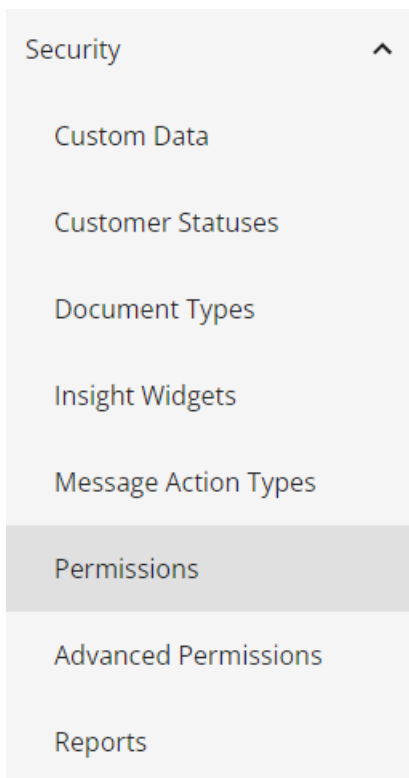 Security
Custom Data
Customer Statuses
Document Types
Insight Widgets
Message Action Types
Permissions
Advanced Permissions
Reports